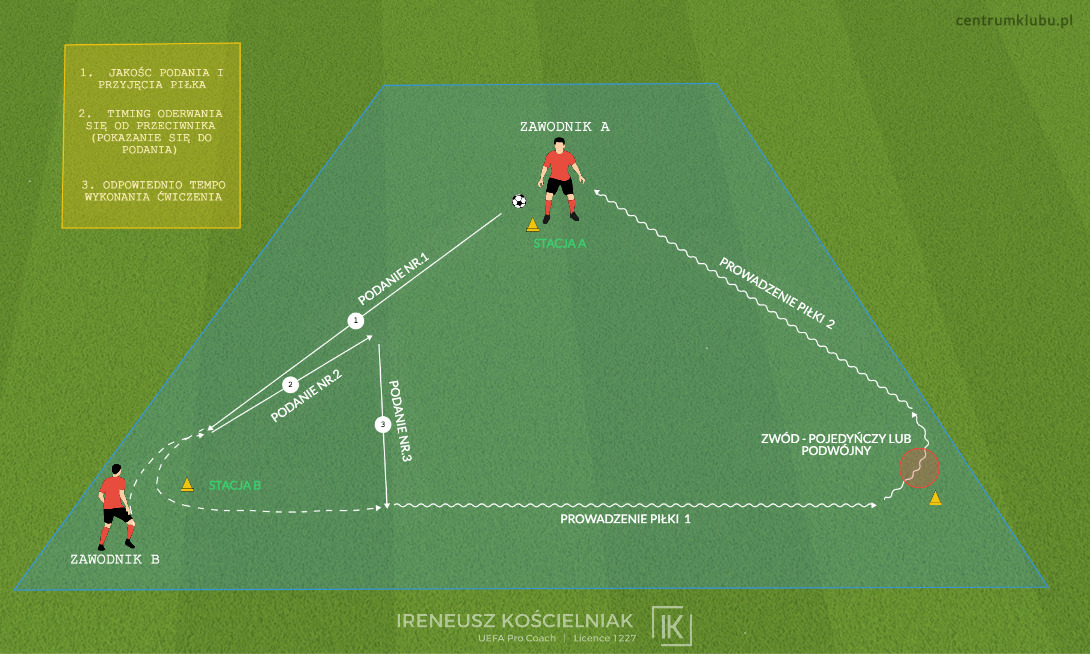 centrumklubu.pl
1. JAKOŚC PODANIA I
PRZYJĘCIA PIŁKA
2. TIMING ODERWANIA
SIĘ OD PRZECIWNIKA
(POKAZANIE SIĘ DO
PODANIA)
3. ODPOWIEDNIO TEMPO
WYKONANIA ĆWICZENIA
ZAWODNIK A
STACJA A
PODANIE NR.1
1
PROWADZENIE PIŁKI 2
2
PODANIE NR.2
PODANIE NR.3
3
ZWÓD - POJEDYŃCZY LUB
PODWÓJNY
STACJA B
PROWADZENIE PIŁKI 1
ZAWODNIK B
IRENEUSZ KOŚCIELNIAK
UEFA Pro Coach | Licence 1227
IK